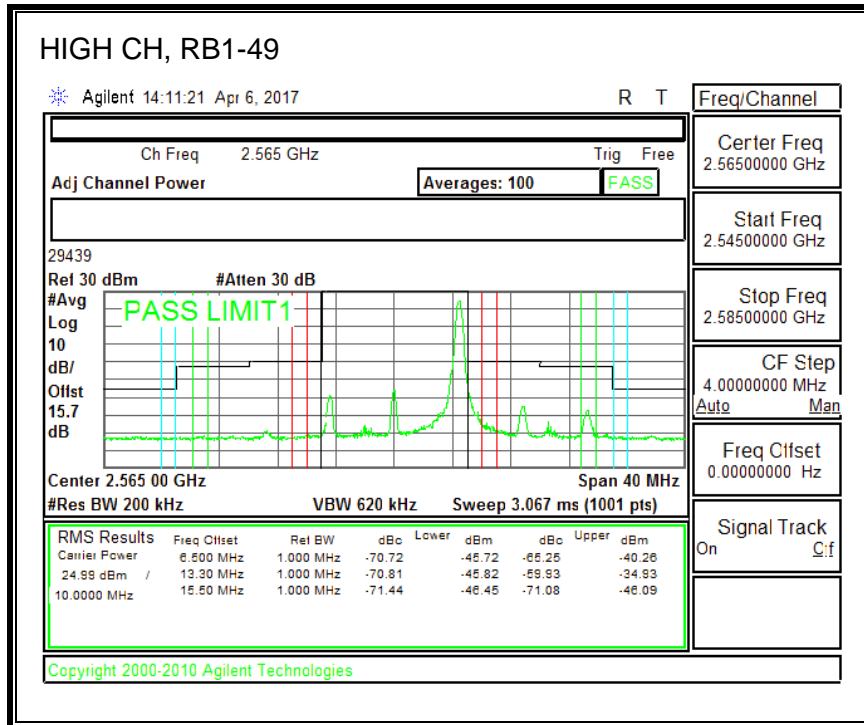 HIGH CH, RB1-49
Agilent 14:11:21 Apr 6, 2017 R T
Ch Freq 2.565 GHz Trig Free
Adj Channel Power Averages: 100 PASS
29439
Ref 30 dBm #Atten 30 dB
#Avg
Log
10
dB/
Offst
15.7
dB
PASS LIMIT1
Center 2.565 00 GHz Span 40 MHz
#Res BW 200 kHz VBW 620 kHz Sweep 3.067 ms (1001 pts)
RMS Results Freq Offset Ref BW dBc Lower dBm dBc Upper dBm
Carrier Power 6.500 MHz 1.000 MHz -70.72 -45.72 -65.25 -40.26
24.99 dBm / 13.30 MHz 1.000 MHz -70.81 -45.82 -59.93 -34.93
10.0000 MHz 15.50 MHz 1.000 MHz -71.44 -46.45 -71.08 -46.09
Copyright 2000-2010 Agilent Technologies
Freq/Channel
Center Freq
2.56500000 GHz
Start Freq
2.54500000 GHz
Stop Freq
2.58500000 GHz
CF Step
4.00000000 MHz
Auto Man
Freq Offset
0.00000000 Hz
Signal Track
On Off